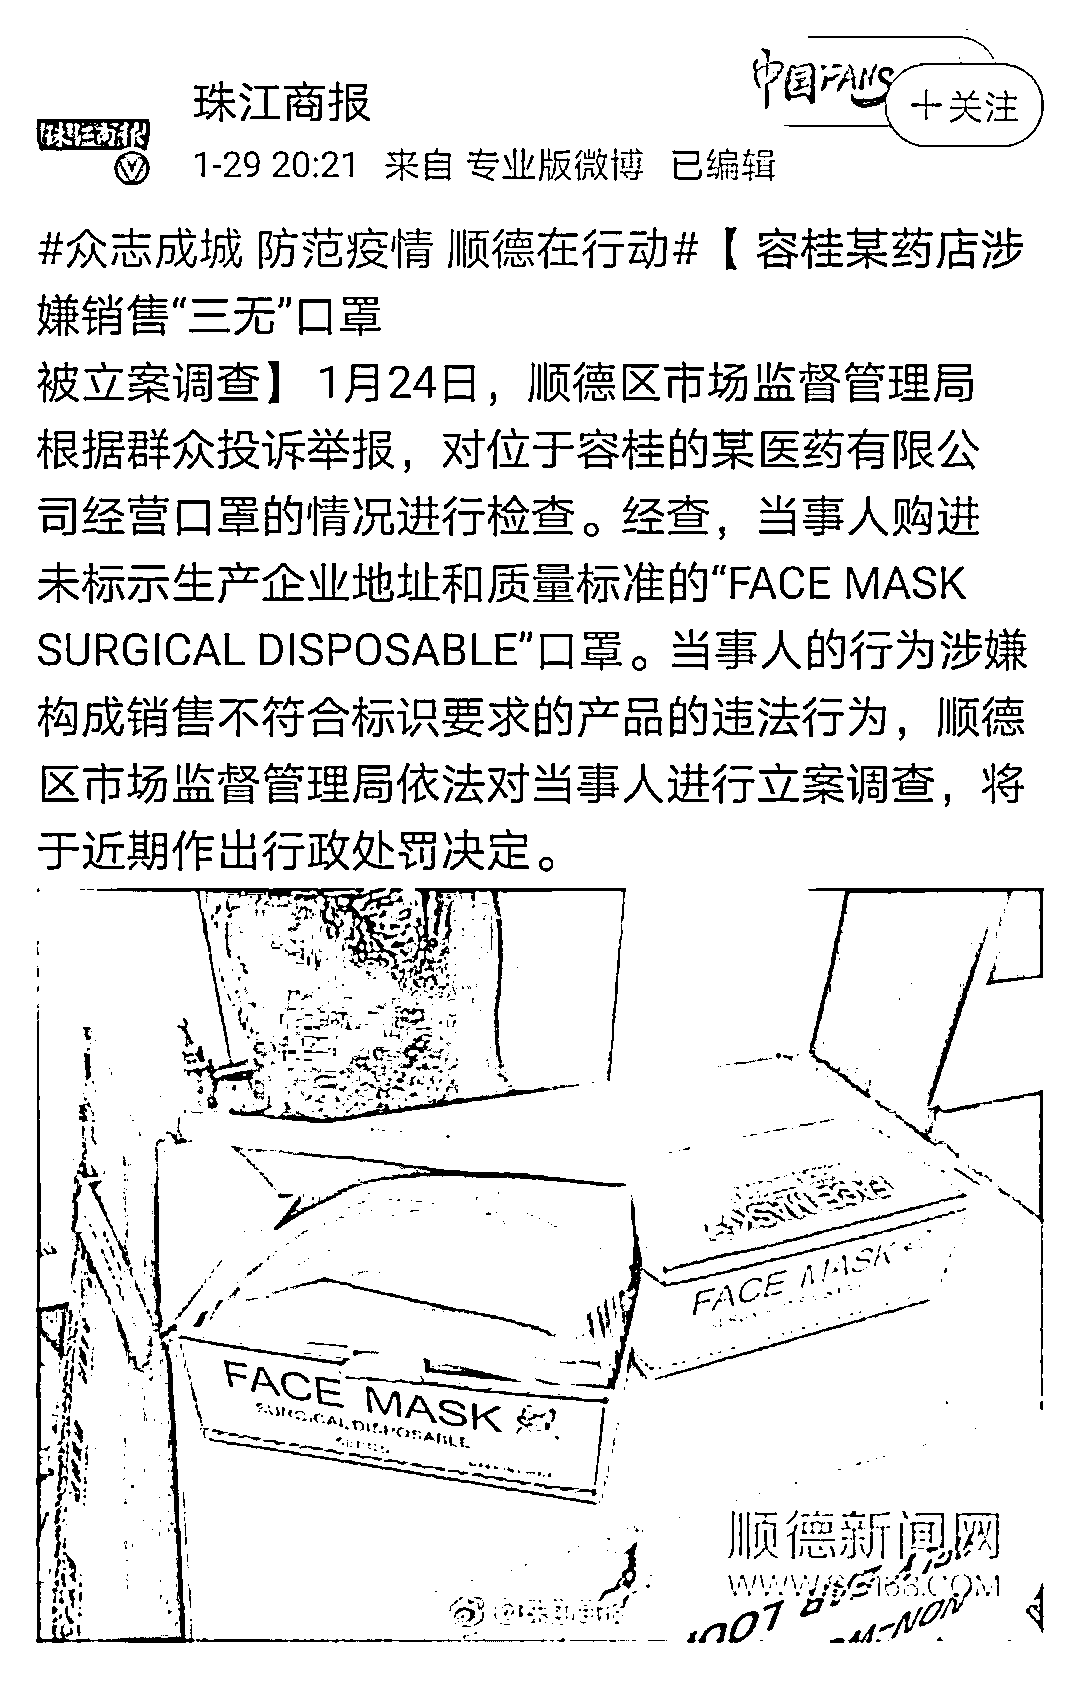 中国FANS
珠江商报
+关注
珠江商报
1-29 20:21 来自 专业版微博 已编辑
#众志成城 防范疫情 顺德在行动#【 容桂某药店涉
嫌销售“三无”口罩
被立案调查】 1月24日，顺德区市场监督管理局
根据群众投诉举报，对位于容桂的某医药有限公
司经营口罩的情况进行检查。经查，当事人购进
未标示生产企业地址和质量标准的“FACE MASK
SURGICAL DISPOSABLE”口罩。当事人的行为涉嫌
构成销售不符合标识要求的产品的违法行为，顺德
区市场监督管理局依法对当事人进行立案调查，将
于近期作出行政处罚决定。
FACE MASK
FACE MASK
SURGICAL DISPOSABLE
顺德新闻网